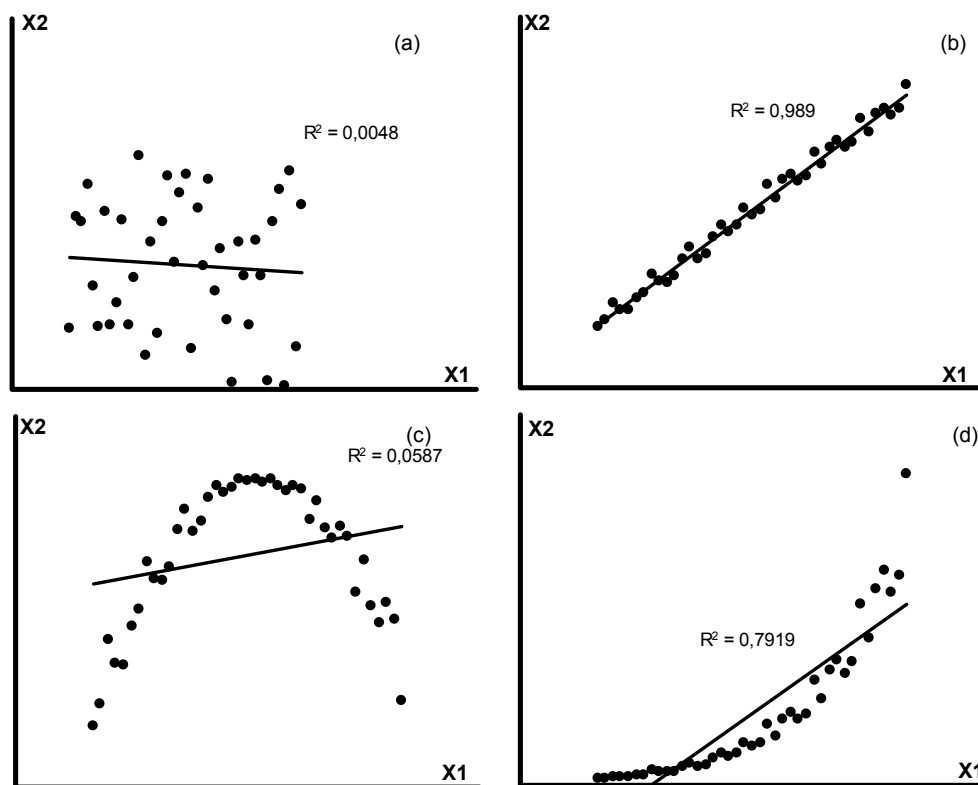 X2
(a)
R² = 0,0048
X1
X2
(b)
R² = 0,989
X1
X2
(c)
R² = 0,0587
X1
X2
(d)
R² = 0,7919
X1